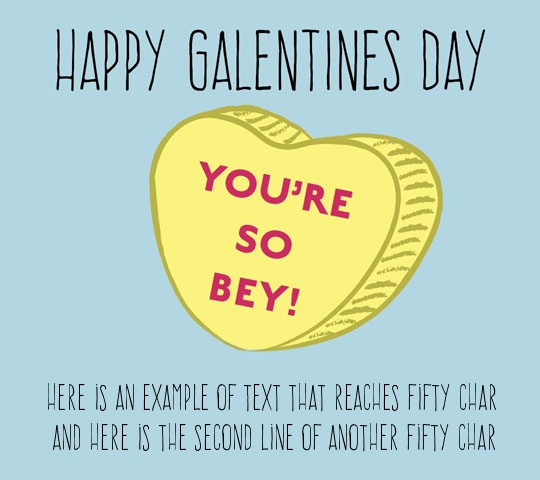 HAPPY GALENTINES DAY
YOU'RE
SO
BEY!
HERE IS AN EXAMPLE OF TEXT THAT REACHES FIFTY CHAR
AND HERE IS THE SECOND LINE OF ANOTHER FIFTY CHAR